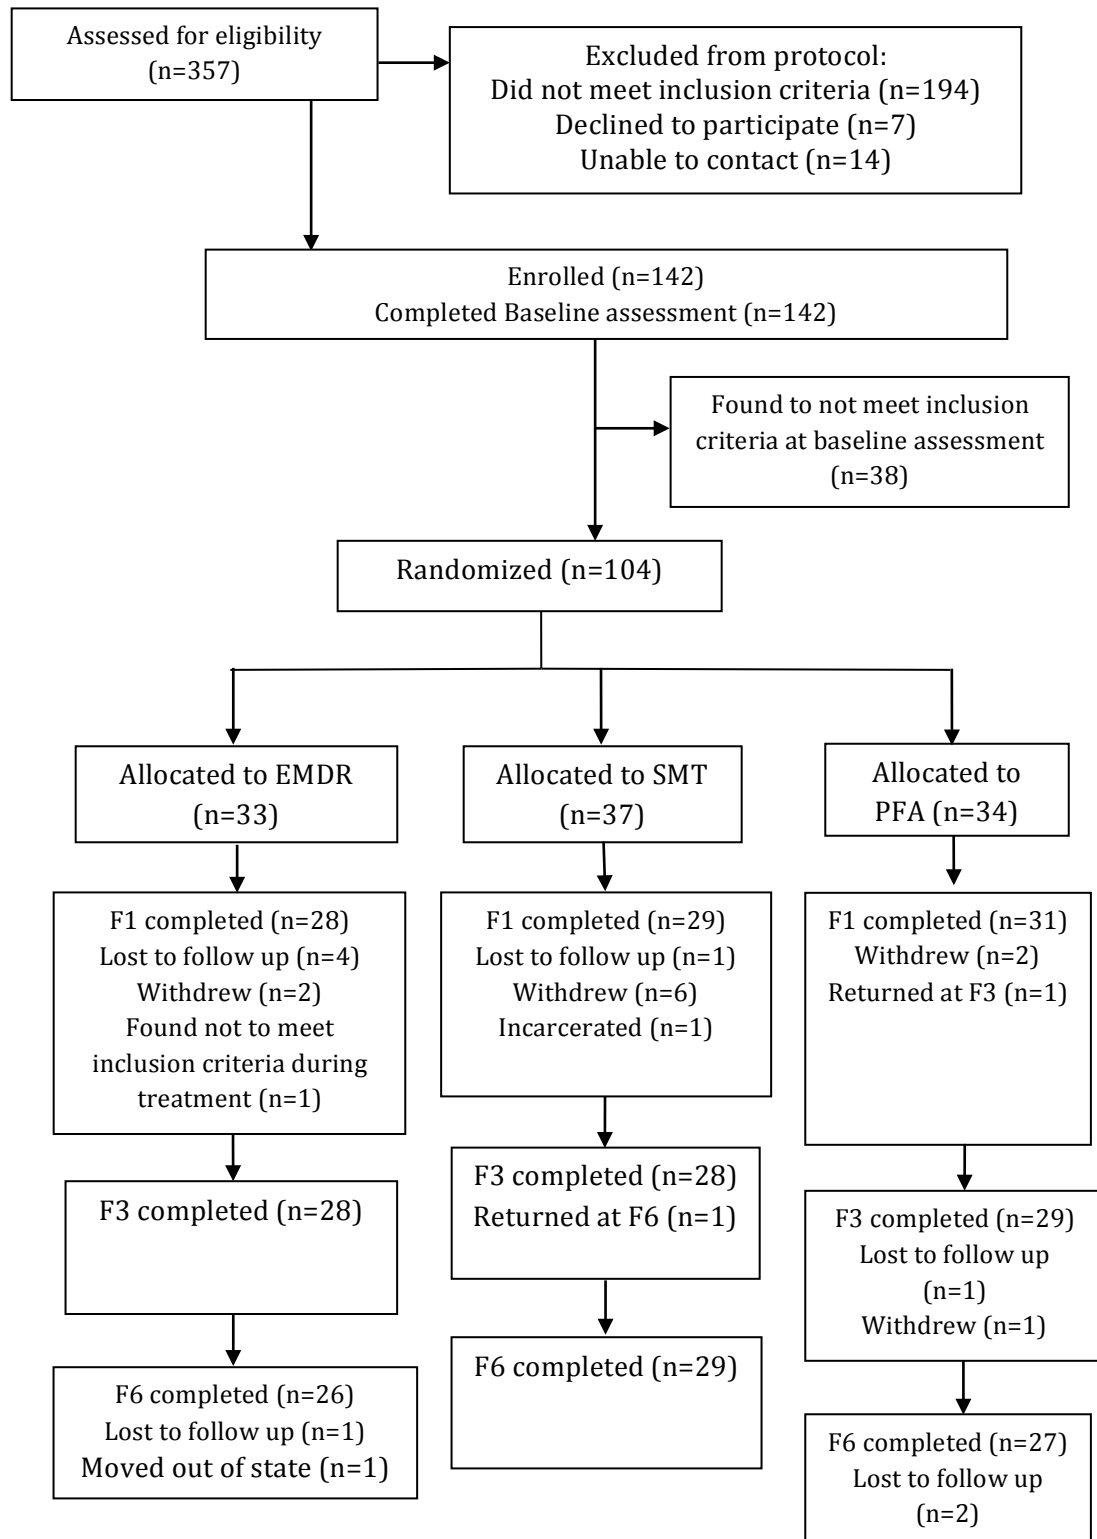 Assessed for eligibility
(n=357)
Excluded from protocol:
Did not meet inclusion criteria (n=194)
Declined to participate (n=7)
Unable to contact (n=14)
Enrolled (n=142)
Completed Baseline assessment (n=142)
Found to not meet inclusion
criteria at baseline assessment
(n=38)
Randomized (n=104)
Allocated to EMDR
(n=33)
Allocated to SMT
(n=37)
Allocated to
PFA (n=34)
F1 completed (n=28)
Lost to follow up (n=4)
Withdrew (n=2)
Found not to meet
inclusion criteria during
treatment (n=1)
F1 completed (n=29)
Lost to follow up (n=1)
Withdrew (n=6)
Incarcerated (n=1)
F1 completed (n=31)
Withdrew (n=2)
Returned at F3 (n=1)
F3 completed (n=28)
F3 completed (n=28)
Returned at F6 (n=1)
F3 completed (n=29)
Lost to follow up
(n=1)
Withdrew (n=1)
F6 completed (n=26)
Lost to follow up (n=1)
Moved out of state (n=1)
F6 completed (n=29)
F6 completed (n=27)
Lost to follow up
(n=2)